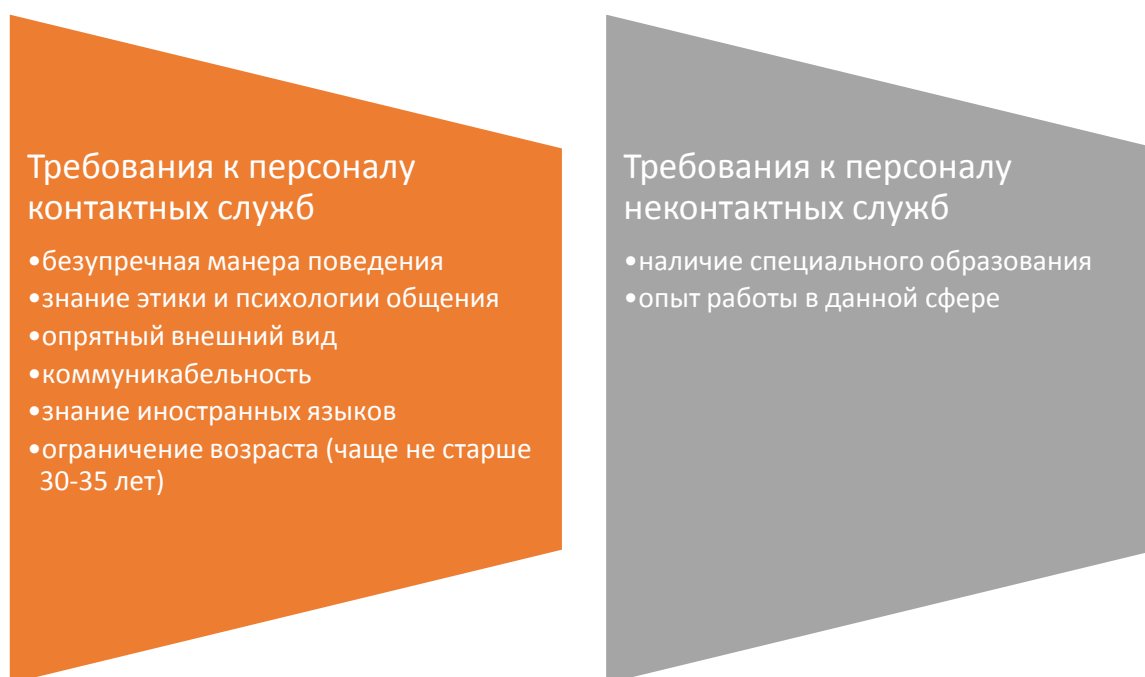 Требования к персоналу
контактных служб
•безупречная манера поведения
•знание этики и психологии общения
•опрятный внешний вид
•коммуникабельность
•знание иностранных языков
•ограничение возраста (чаще не старше
30-35 лет)
Требования к персоналу
неконтактных служб
•наличие специального образования
•опыт работы в данной сфере